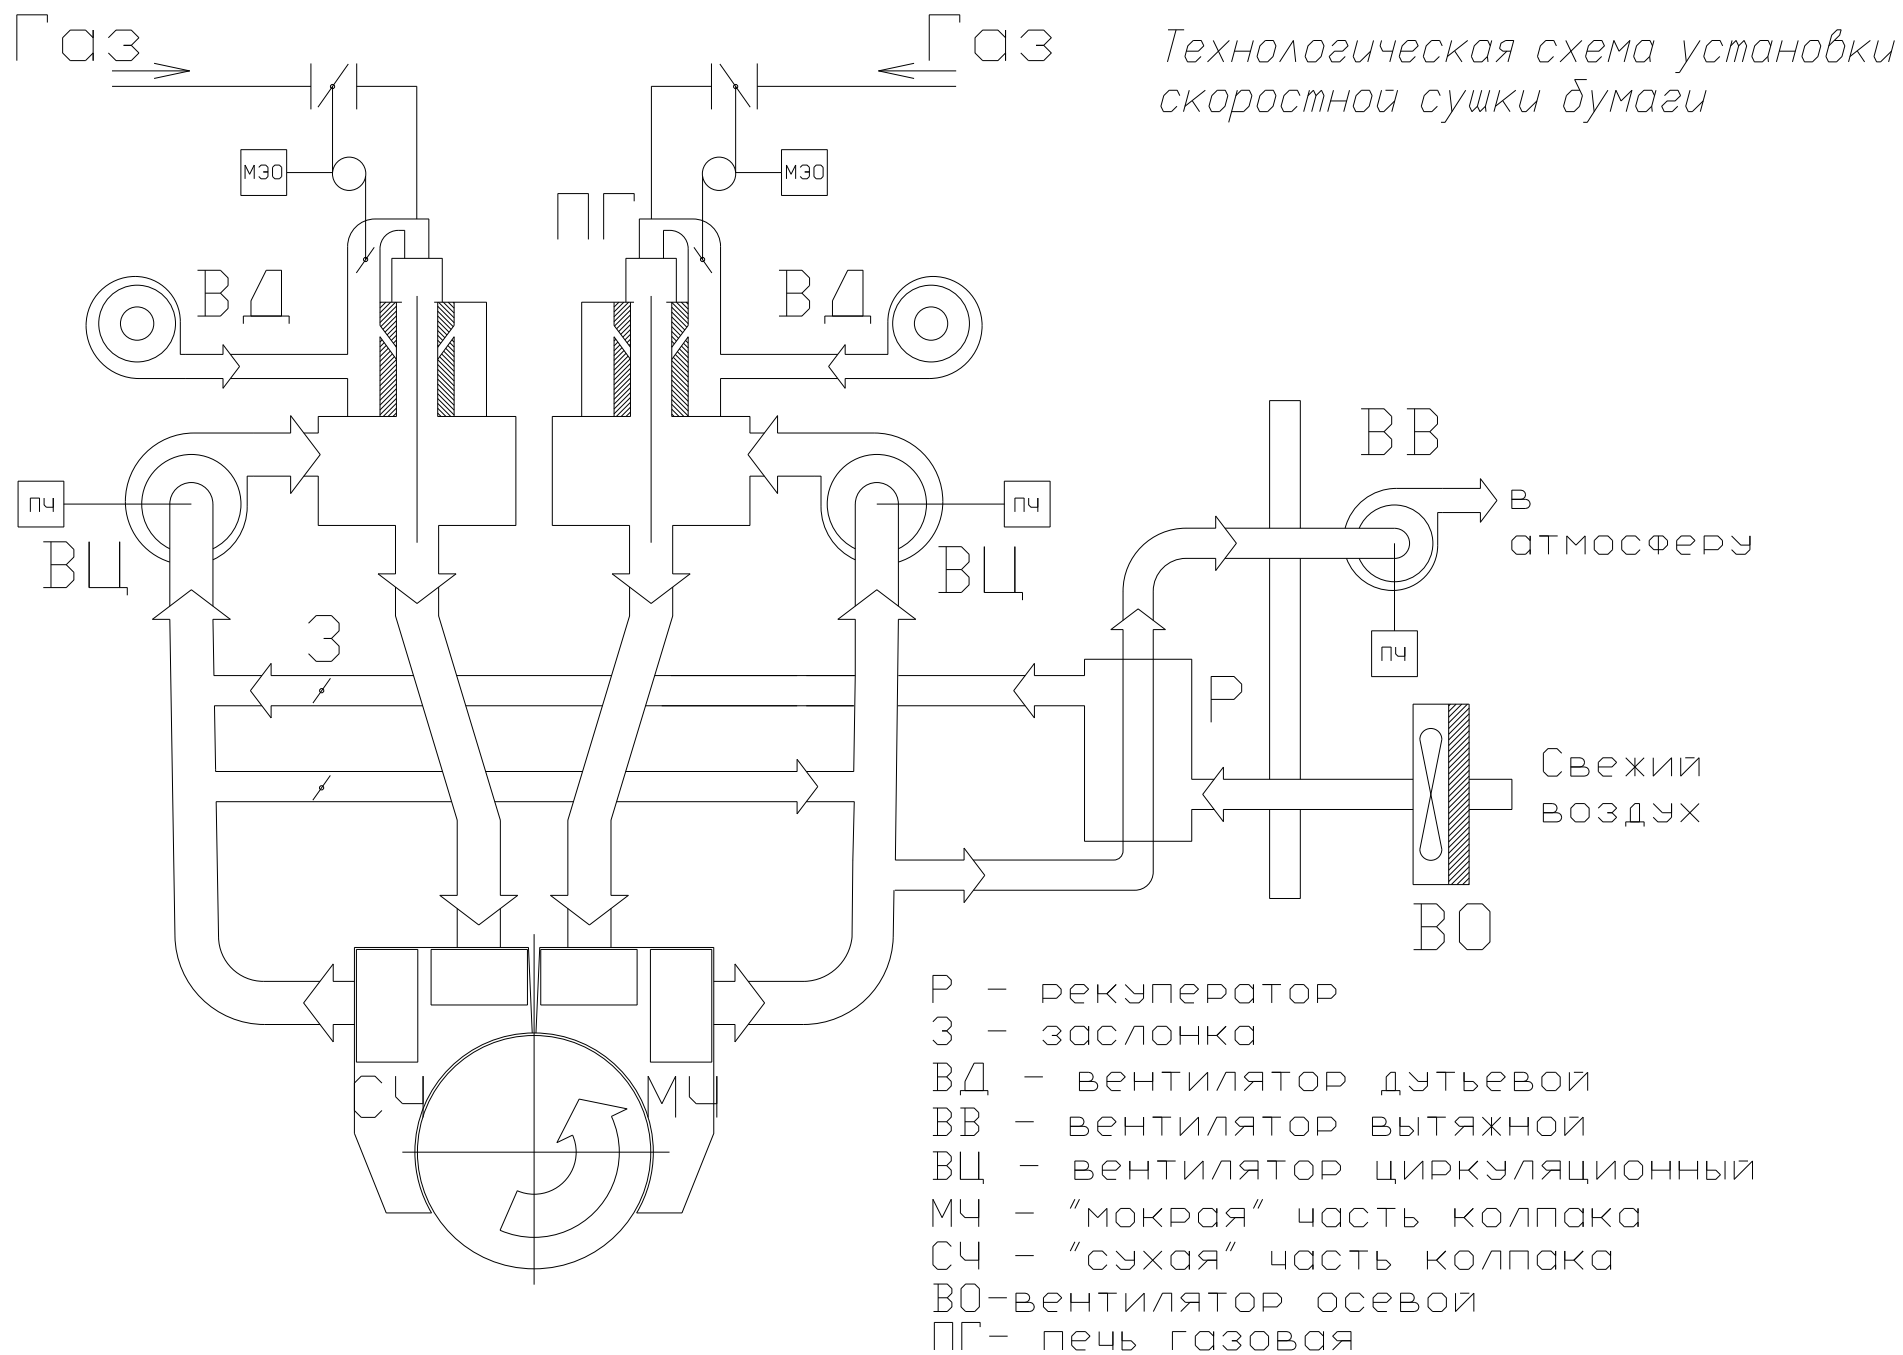 Газ
Газ
Технологическая схема установки
скоростной сушки бумаги
МЭО
МЭО
ПГ
ВД
ВД
ВВ
ПЧ
ПЧ
в
атмосферу
ВЦ
ВЦ
З
ПЧ
Р
Свежий
воздух
ВО
Р - рекуператор
З - заслонка
СЧ
МЧ
ВД - вентилятор дутьевой
ВВ - вентилятор вытяжной
ВЦ - вентилятор циркуляционный
МЧ - "мокрая" часть колпака
СЧ - "сухая" часть колпака
ВО-вентилятор осевой
ПГ- печь газовая